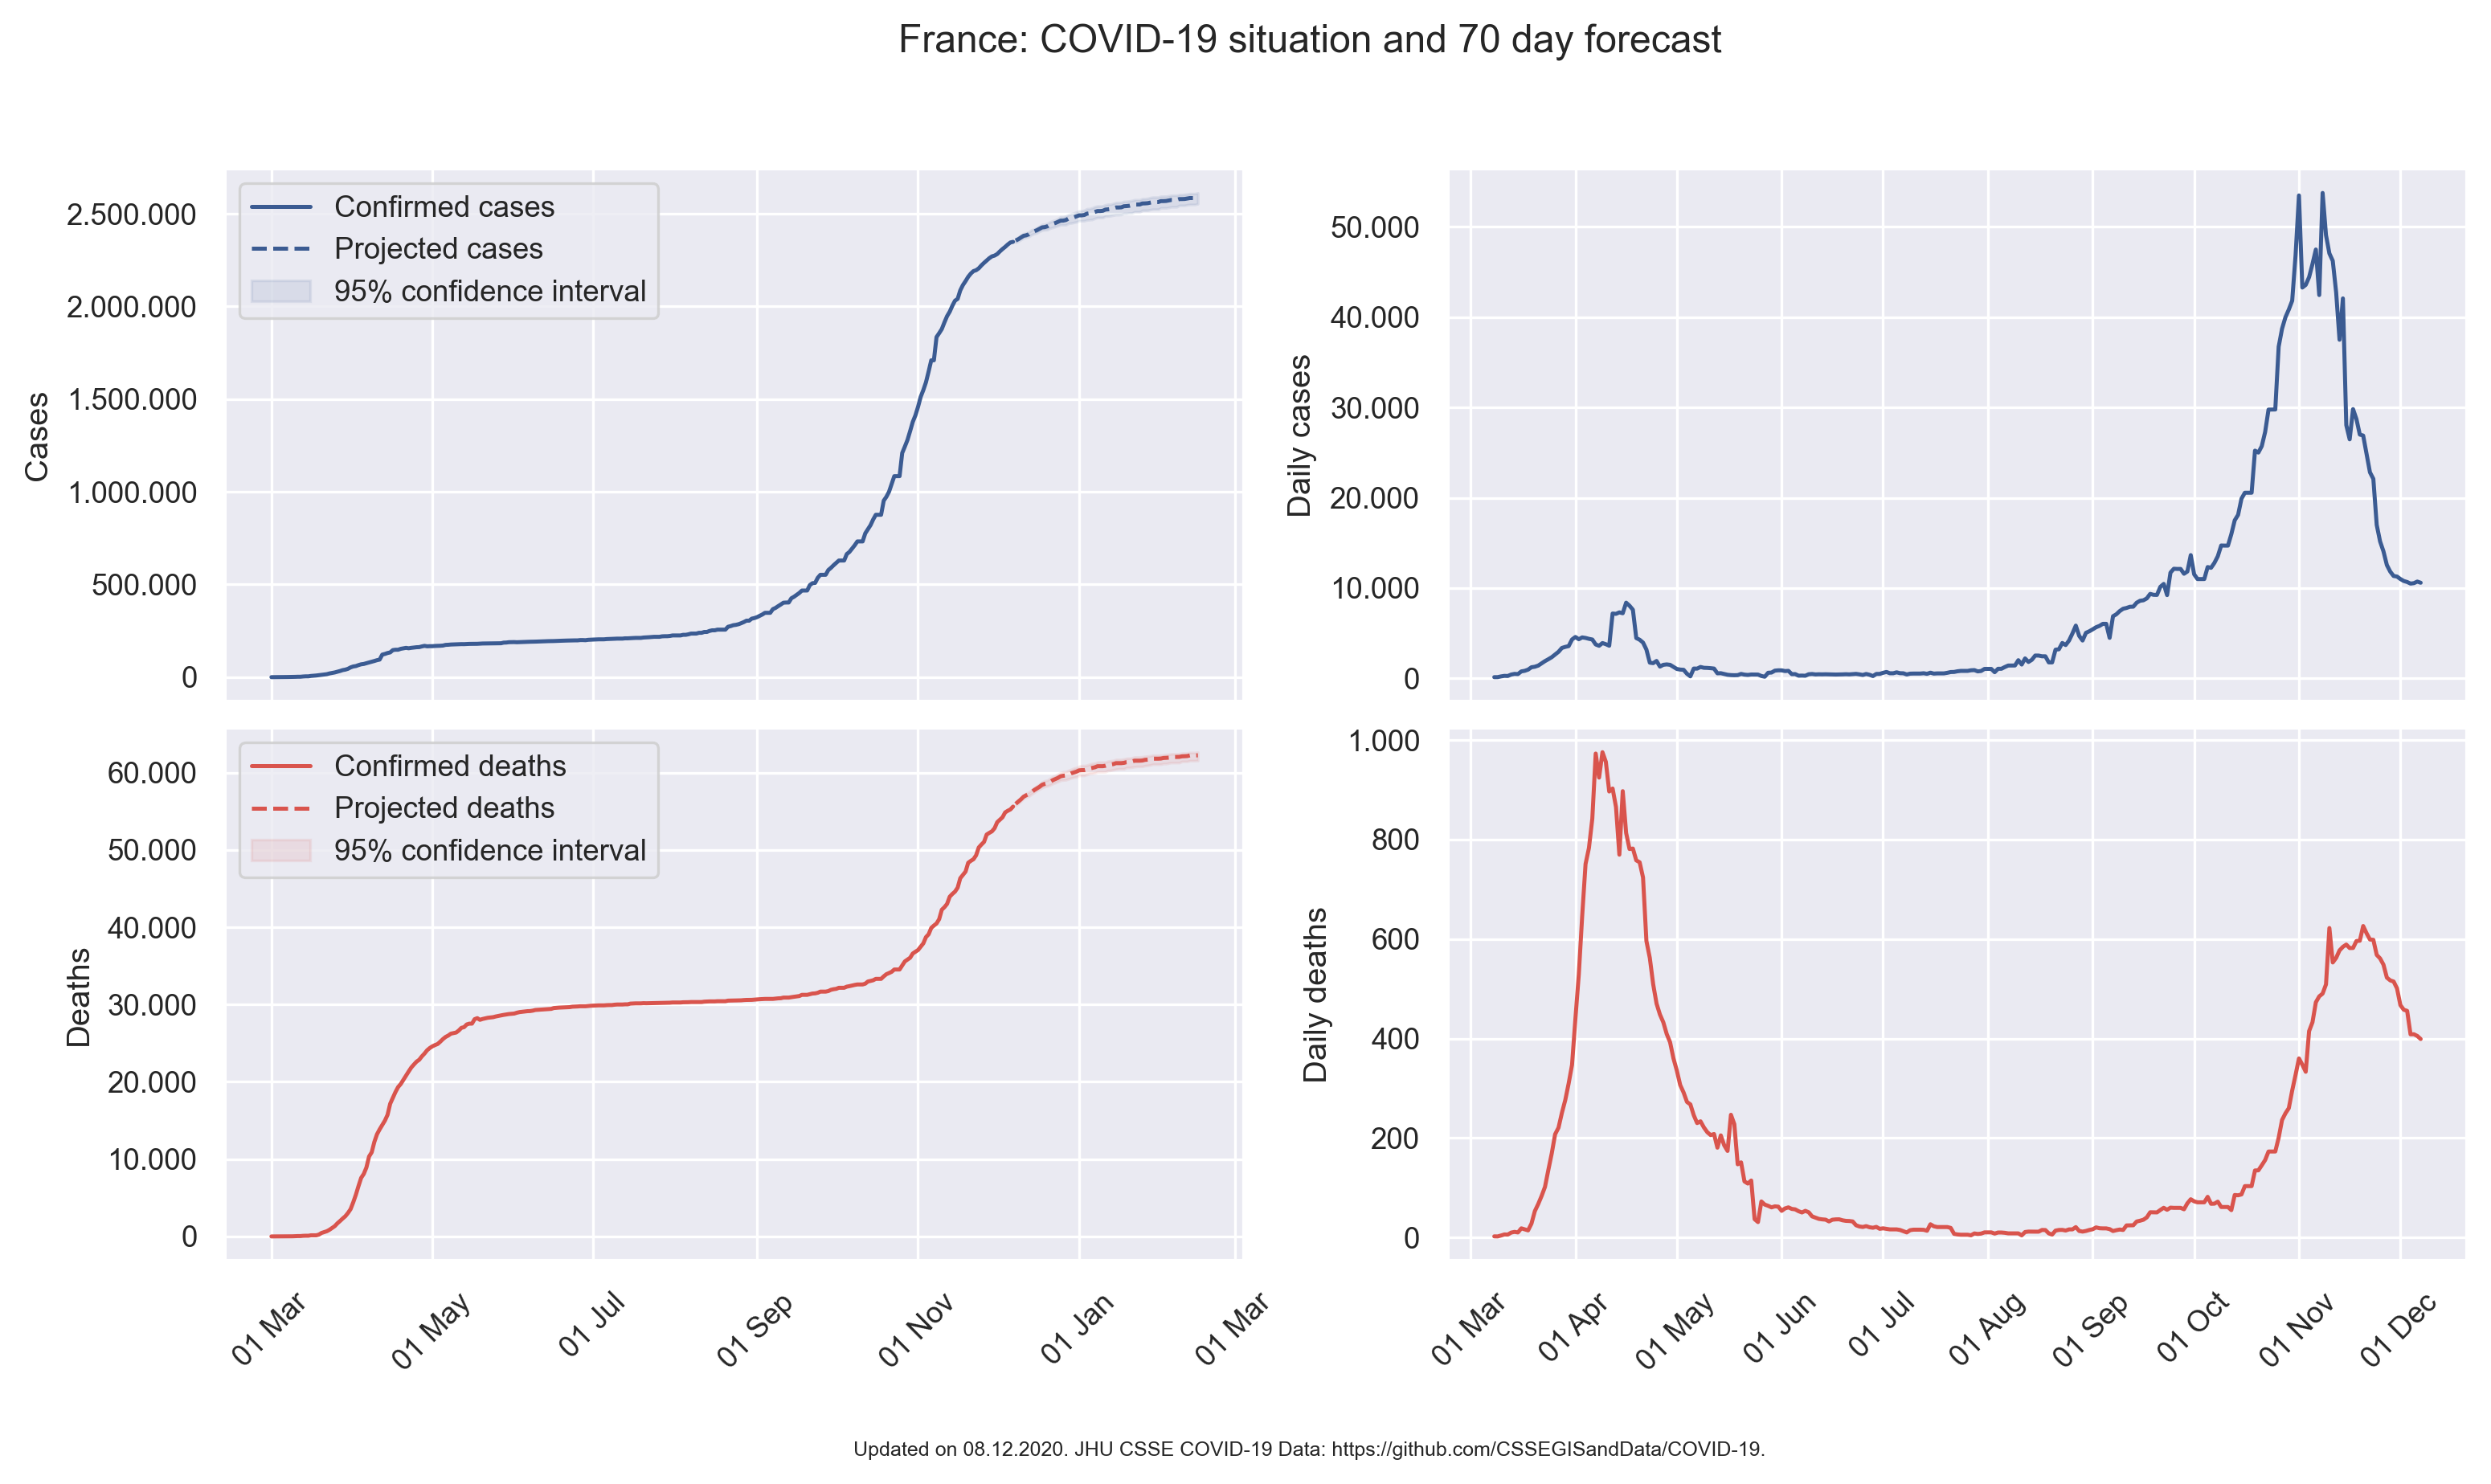 France: COVID-19 situation and 70 day forecast
Confirmed cases
Projected cases
95% confidence interval
2.500.000
2.000.000
1.500.000
1.000.000
500.000
0
Cases
50.000
40.000
30.000
20.000
10.000
0
Daily cases
Confirmed deaths
Projected deaths
95% confidence interval
60.000
50.000
40.000
30.000
20.000
10.000
0
Deaths
01 Mar
01 May
01 Jul
01 Sep
01 Nov
01 Jan
01 Mar
1.000
800
600
400
200
0
Daily deaths
01 Mar
01 Apr
01 May
01 Jun
01 Jul
01 Aug
01 Sep
01 Oct
01 Nov
01 Dec
Updated on 08.12.2020. JHU CSSE COVID-19 Data: https://github.com/CSSEGISandData/COVID-19.